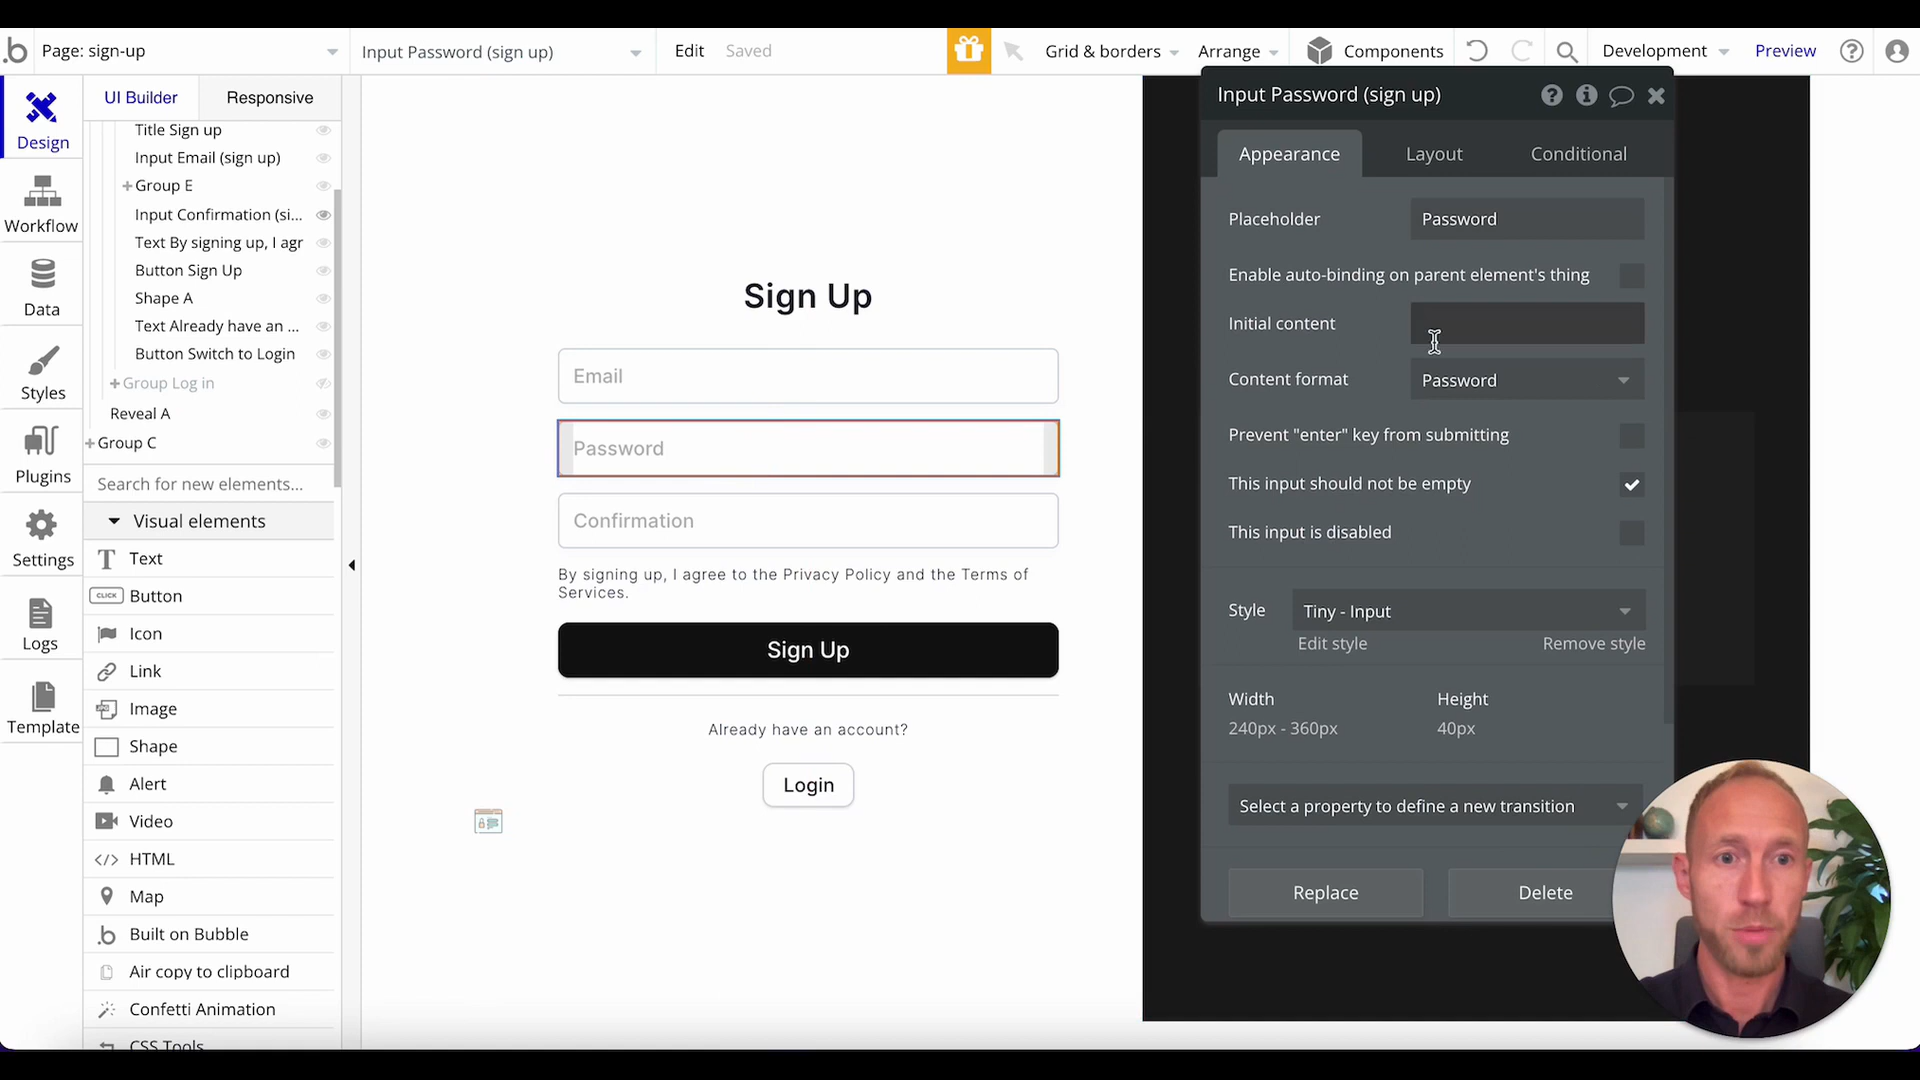 Page: sign-up
Input Password (sign up)
Edit
Saved
Grid & borders
Arrange
Components
Development
Preview
UI Builder
Responsive
Design
Workflow
Data
Styles
Plugins
Settings
Logs
Template
Title Sign up
Input Email (sign up)
Group E
Input Confirmation (si...
Text By signing up, I agr
Button Sign Up
Shape A
Text Already have an ...
Button Switch to Login
Group Log in
Reveal A
Group C
Search for new elements...
Visual elements
Text
CLICK Button
Icon
Link
Image
Shape
Alert
Video
HTML
Map
Built on Bubble
Air copy to clipboard
Confetti Animation
CSS Tools
Sign Up
Email
Password
Confirmation
By signing up, I agree to the Privacy Policy and the Terms of
Services.
Sign Up
Already have an account?
Login
Input Password (sign up)
Appearance
Layout
Conditional
Placeholder
Password
Enable auto-binding on parent element's thing
Initial content
Content format
Password
Prevent "enter" key from submitting
This input should not be empty
This input is disabled
Style
Tiny - Input
Edit style
Remove style
Width
Height
240px - 360px
40px
Select a property to define a new transition
Replace
Delete